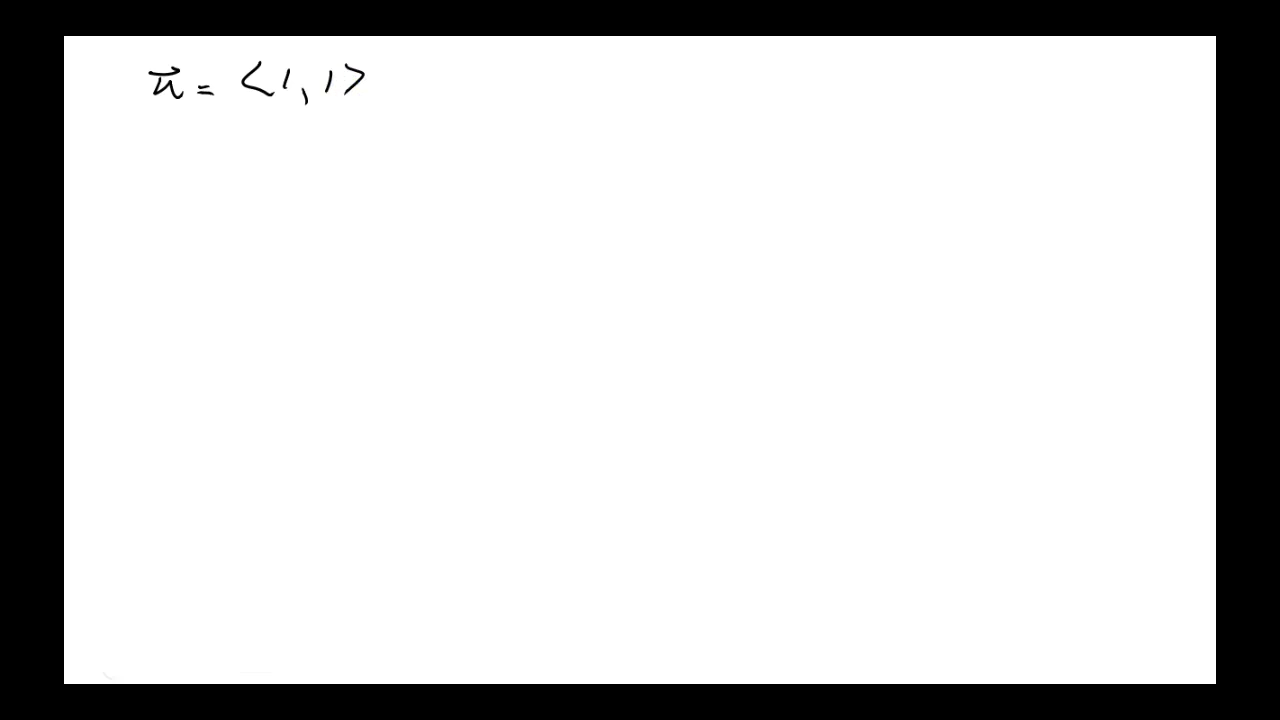 u⃗ = <1, 1>